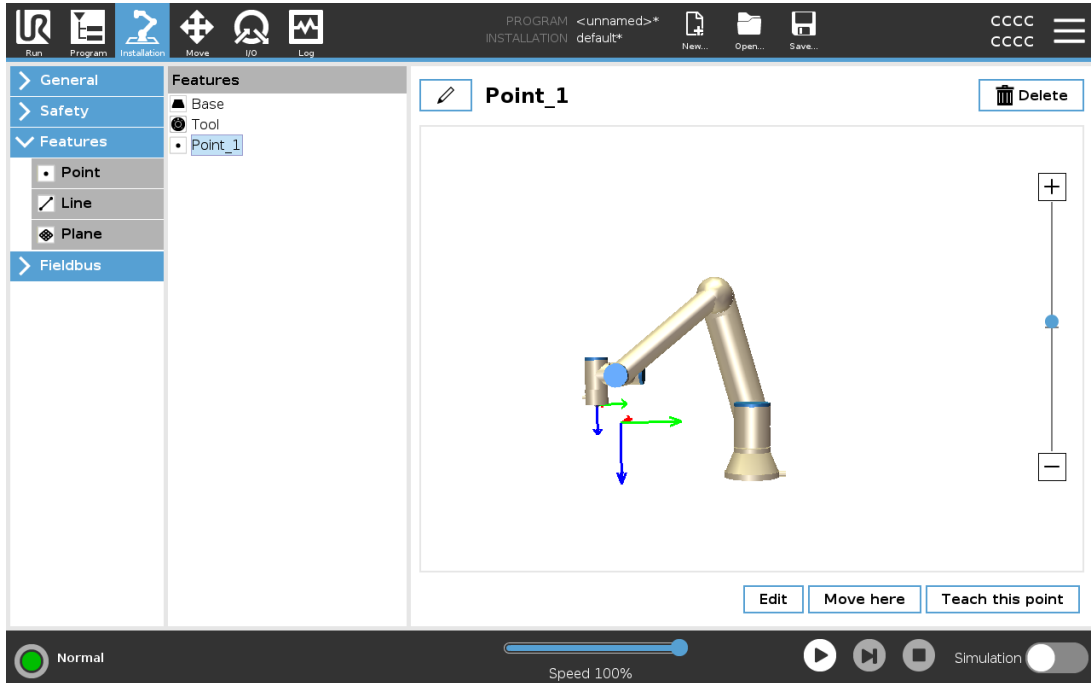 PROGRAM <unnamed>*
INSTALLATION default*
Run Program Installation Move I/O Log New... Open... Save...
CCCC
CCCC
General
Safety
Features
Point
Line
Plane
Fieldbus
Features
Base
Tool
Point_1
Point_1
Delete
Edit Move here Teach this point
Normal
Speed 100%
Simulation